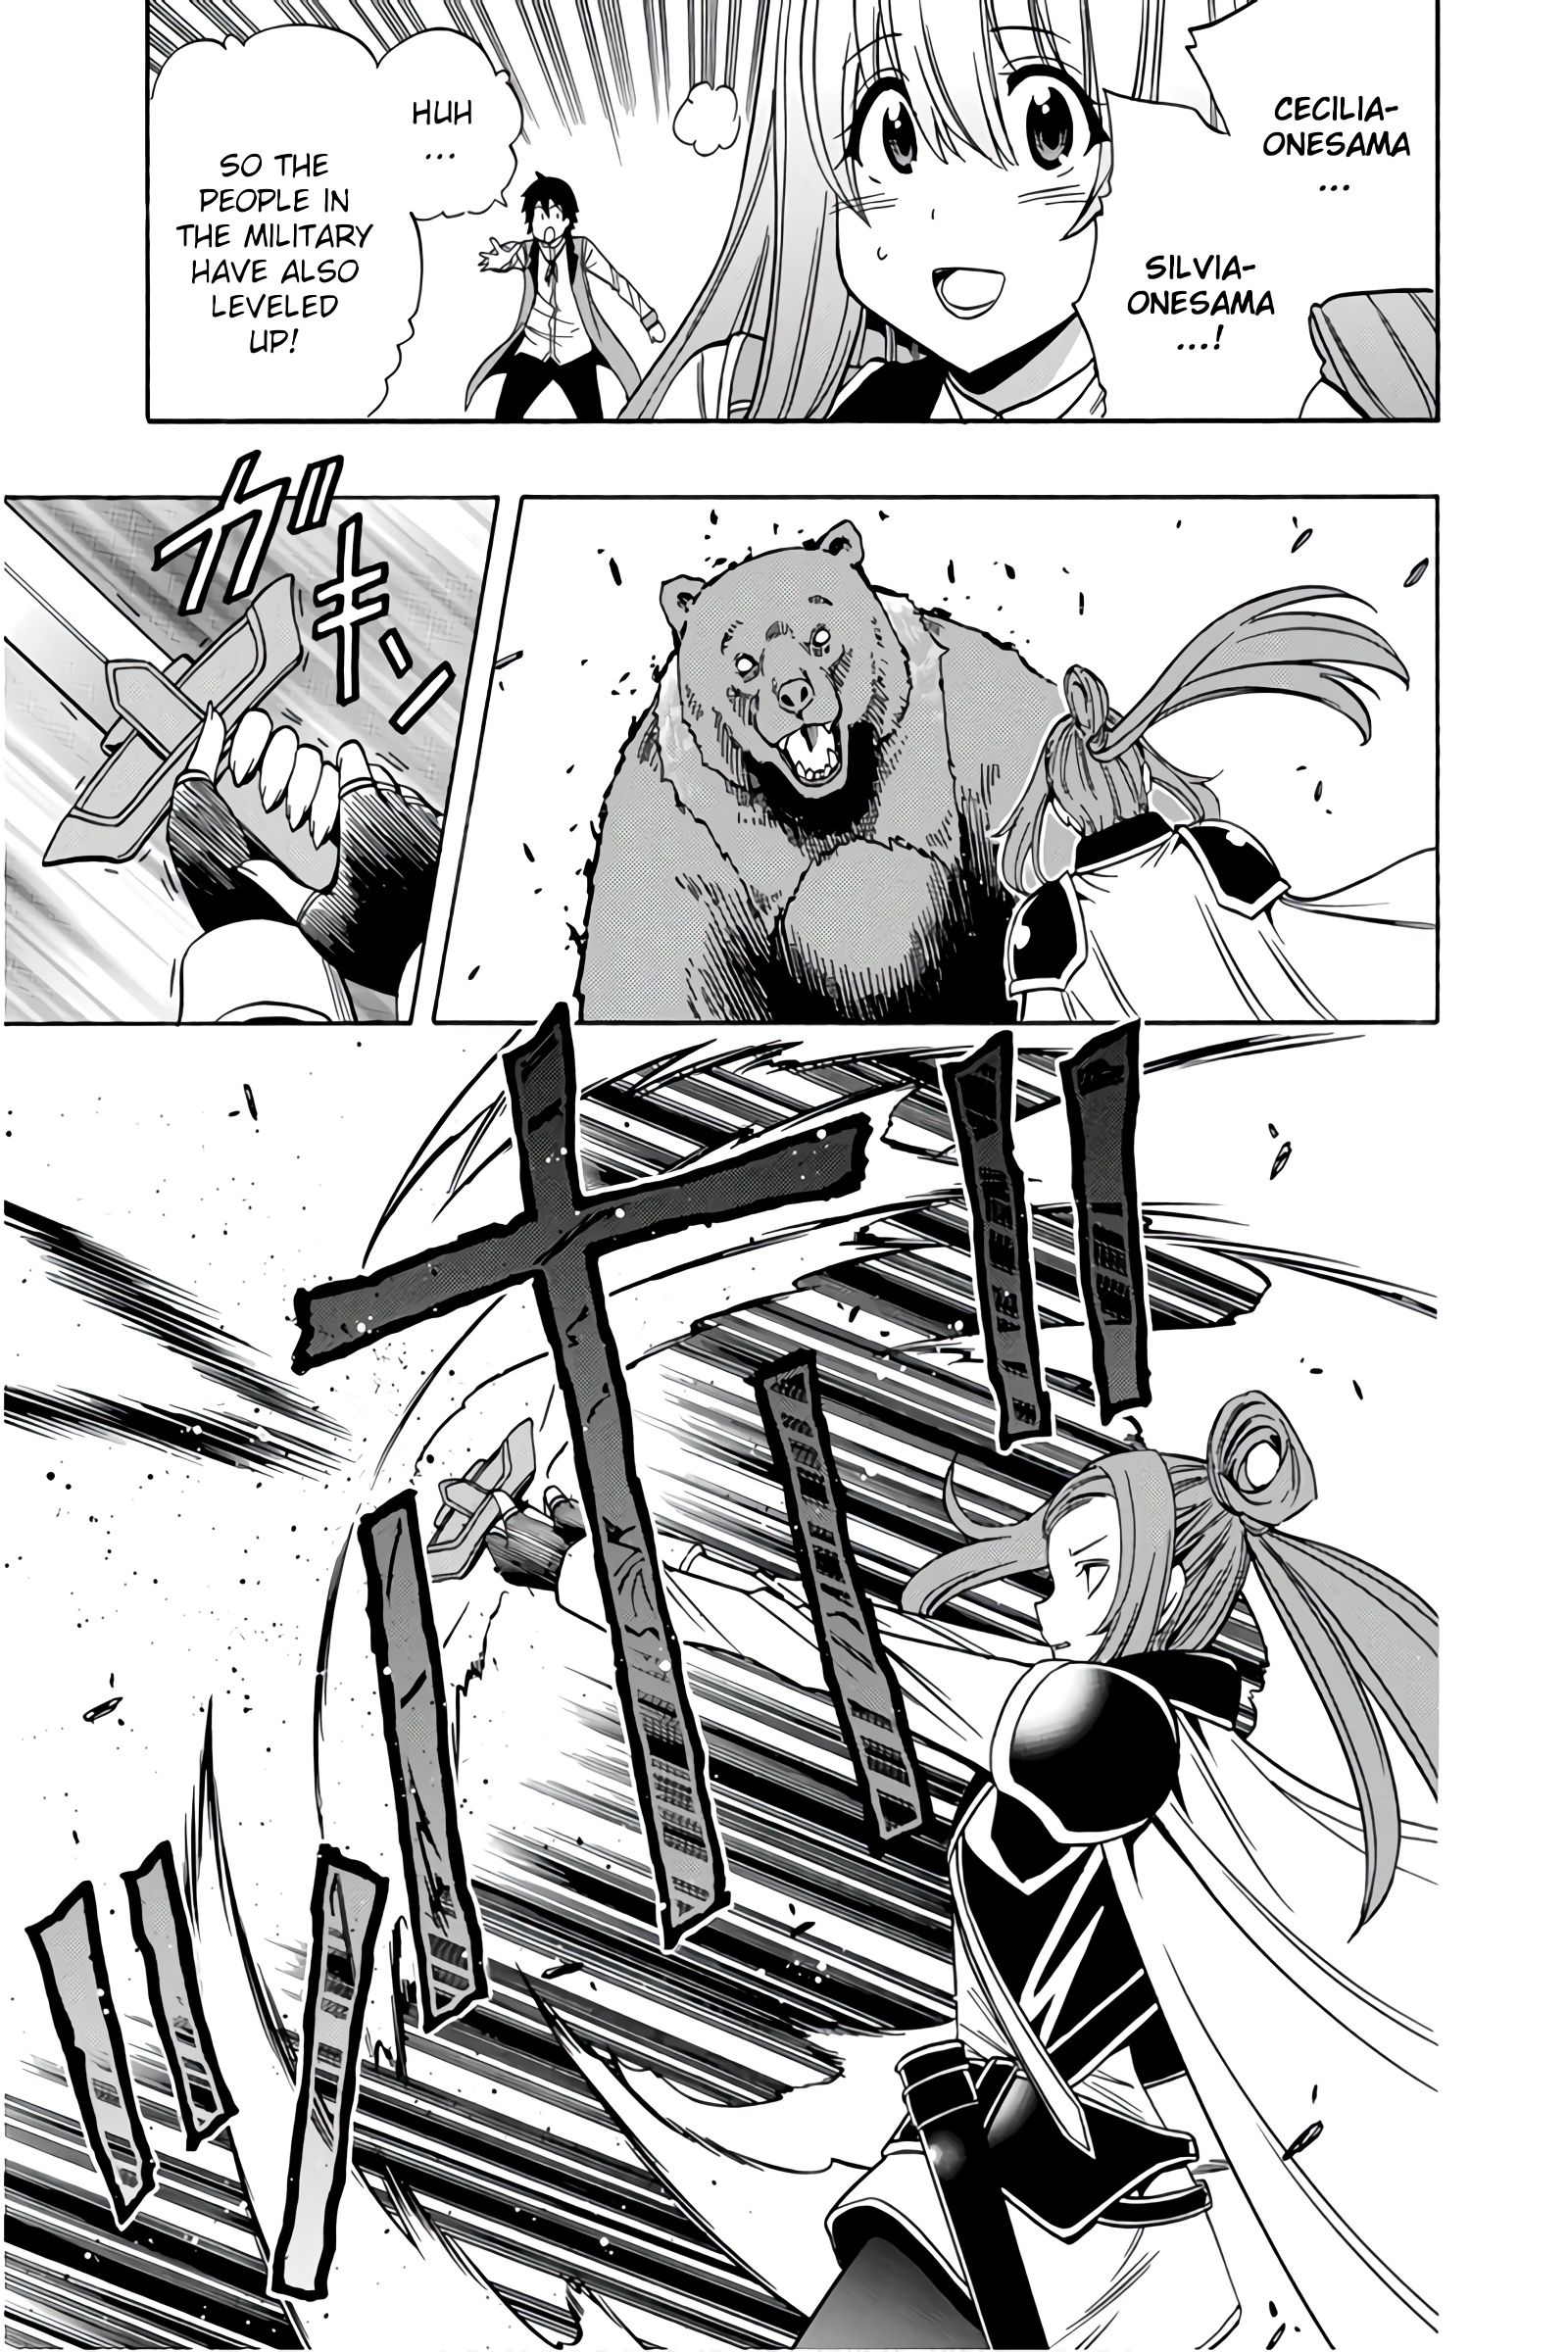 CECILIA-
ONESAMA
...
SILVIA-
ONESAMA
...!
HUH
...
SO THE
PEOPLE IN
THE MILITARY
HAVE ALSO
LEVELED
UP!
ガキン
ザシュッ